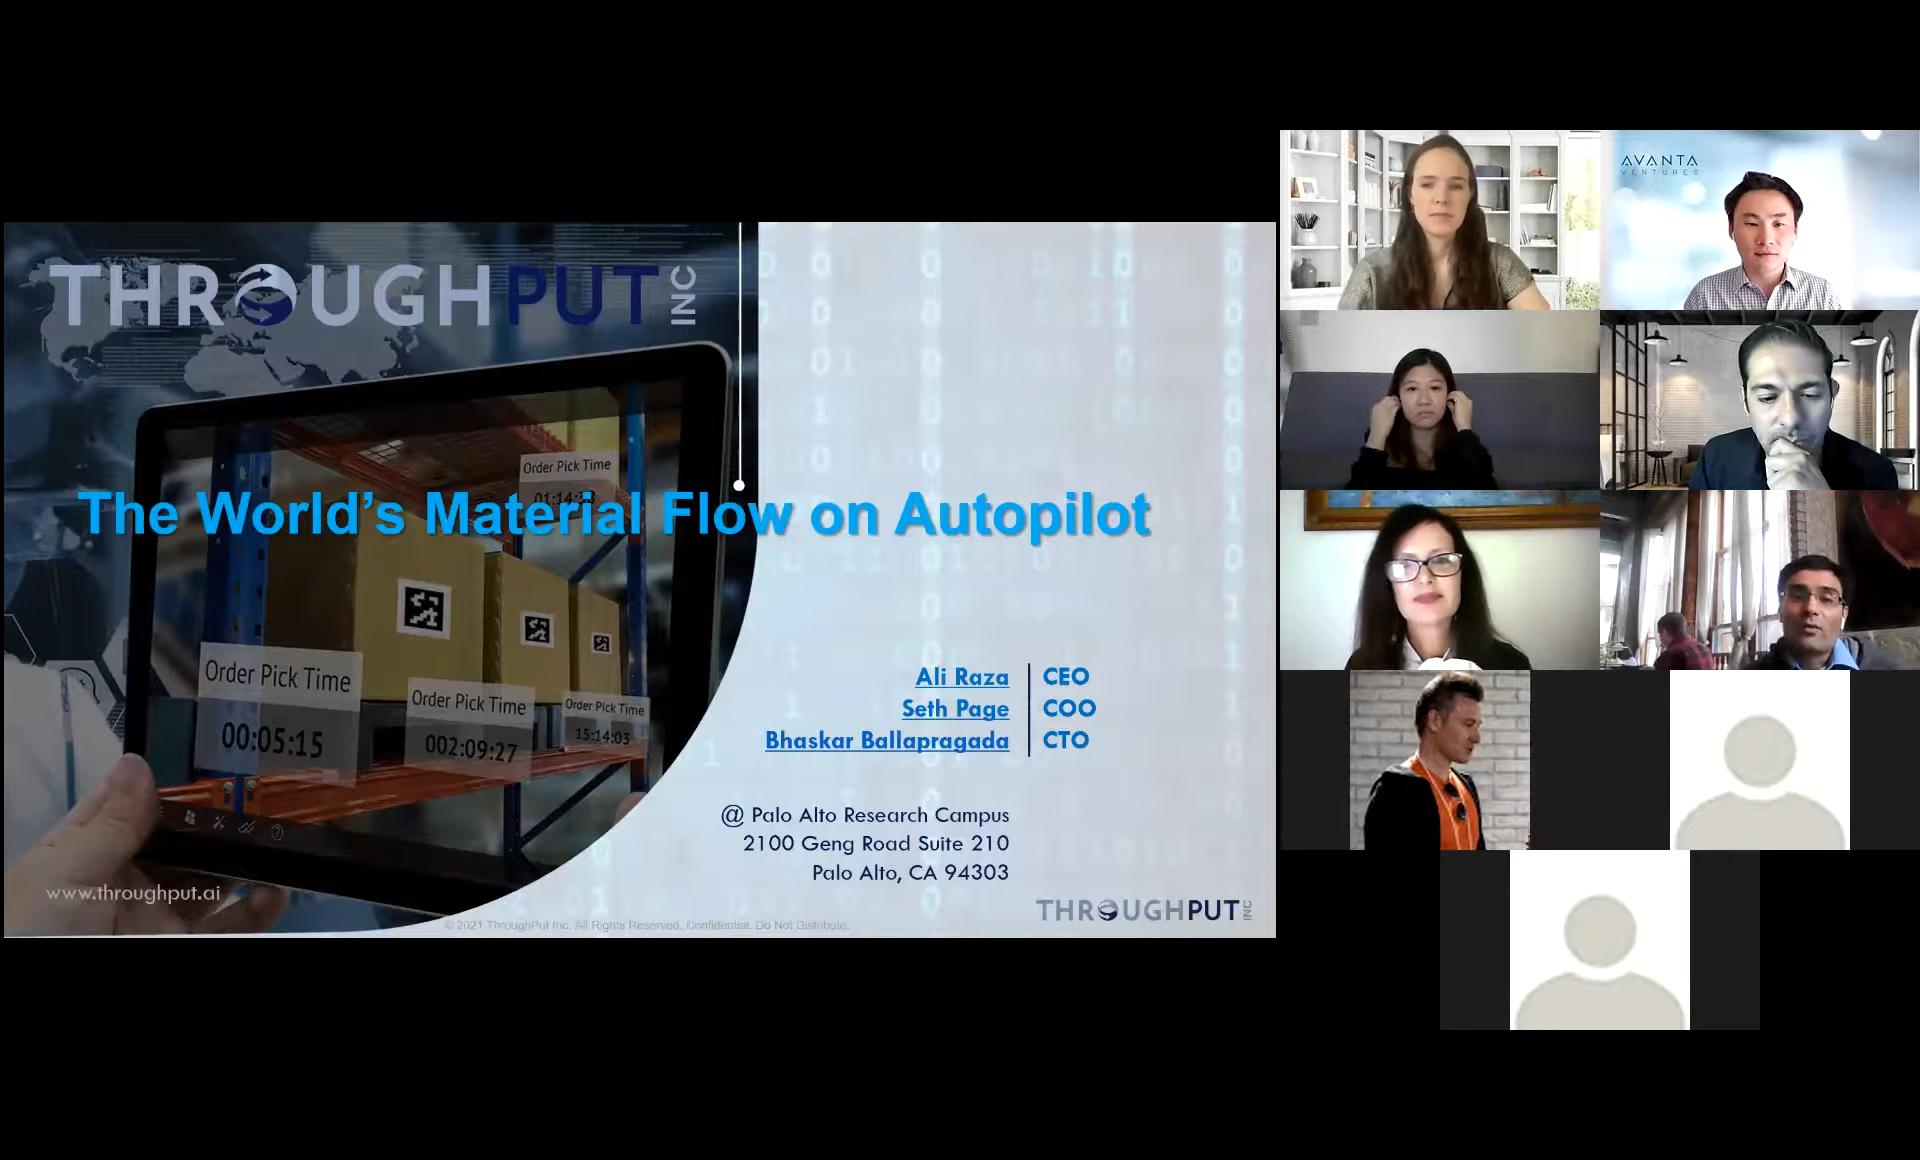 THROUGHPUT INC
Order Pick Time
The World's Material Flow on Autopilot
Order Pick Time
00:05:15
Order Pick Time
002:09:27
Order Pick Time
15:14:03
Ali Raza CEO
Seth Page COO
Bhaskar Ballapragada CTO
@ Palo Alto Research Campus
2100 Geng Road Suite 210
Palo Alto, CA 94303
www.throughput.ai
THROUGHPUT INC
© 2021 ThroughPut Inc. All Rights Reserved. Confidential. Do Not Distribute.
AVANTA
VENTURES